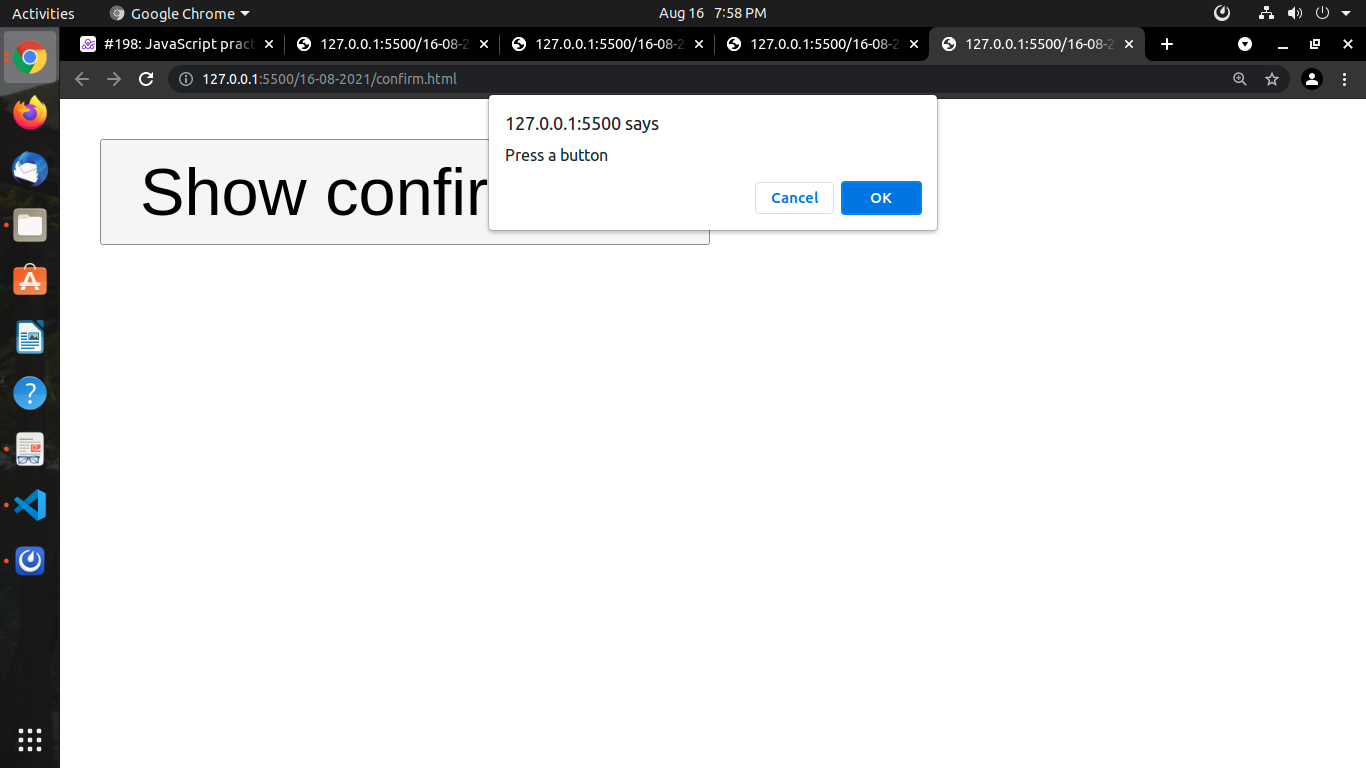 Activities
Google Chrome
Aug 16 7:58 PM
#198: JavaScript pract
127.0.0.1:5500/16-08-2
127.0.0.1:5500/16-08-2
127.0.0.1:5500/16-08-2
127.0.0.1:5500/16-08-2
127.0.0.1:5500/16-08-2021/confirm.html
127.0.0.1:5500 says
Press a button
Cancel
OK
Show confir